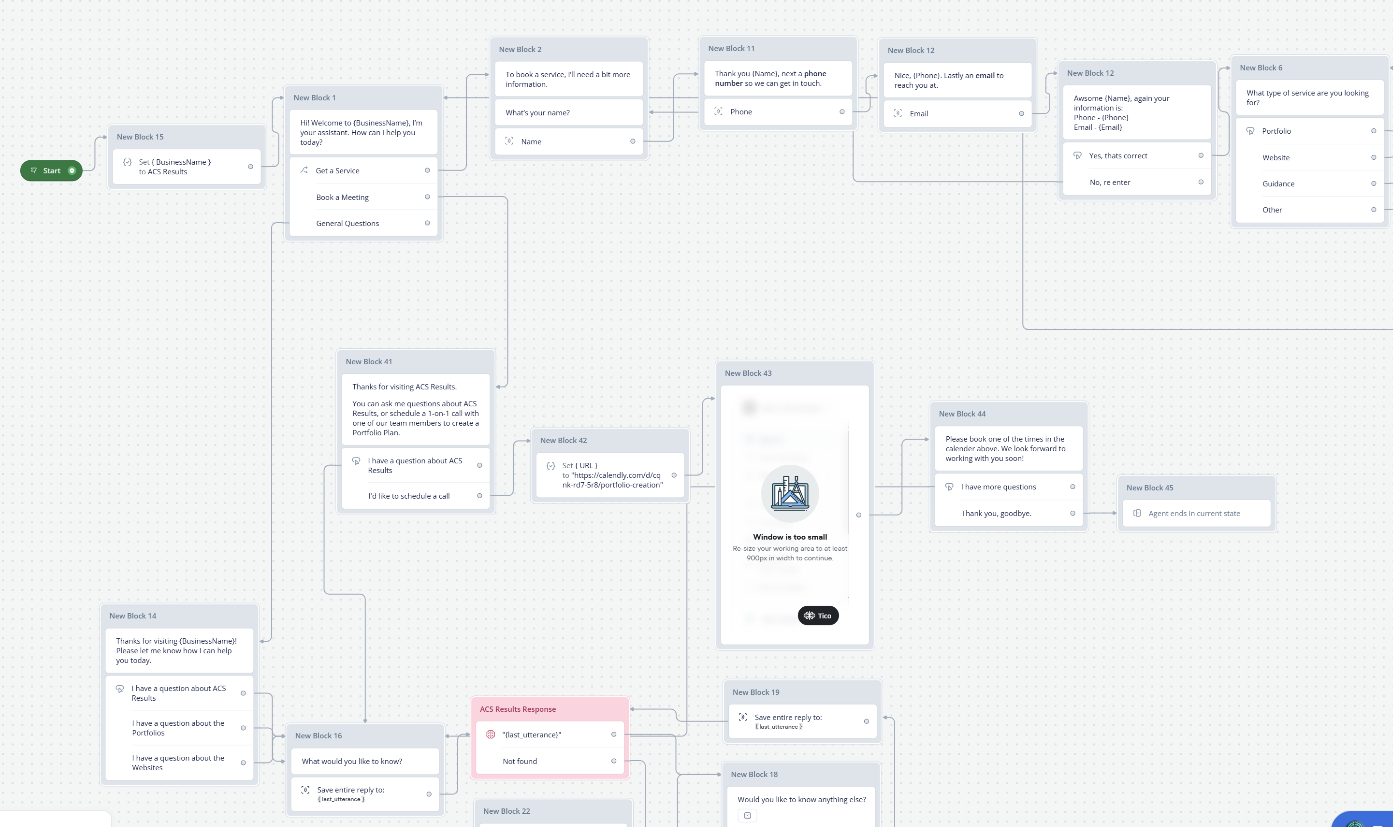 Start
New Block 15
Set { BusinessName }
to ACS Results
New Block 1
Hi! Welcome to {BusinessName}, I'm
your assistant. How can I help you
today?
Get a Service
Book a Meeting
General Questions
New Block 2
To book a service, I'll need a bit more
information.
What's your name?
Name
New Block 11
Thank you {Name}, next a phone
number so we can get in touch.
Phone
New Block 12
Nice, {Phone}. Lastly an email to
reach you at.
Email
New Block 12
Awsome {Name}, again your
information is:
Phone - {Phone}
Email - {Email}
Yes, thats correct
No, re enter
New Block 6
What type of service are you looking
for?
Portfolio
Website
Guidance
Other
New Block 41
Thanks for visiting ACS Results.
You can ask me questions about ACS
Results, or schedule a 1-on-1 call with
one of our team members to create a
Portfolio Plan.
I have a question about ACS
Results
I'd like to schedule a call
New Block 42
Set { URL }
to "https://calendly.com/d/cq
nk-rd7-5r8/portfolio-creation"
New Block 43
Window is too small
Re-size your working area to at least
900px in width to continue.
Tico
New Block 44
Please book one of the times in the
calender above. We look forward to
working with you soon!
I have more questions
Thank you, goodbye.
New Block 45
Agent ends in current state
New Block 14
Thanks for visiting {BusinessName}!
Please let me know how I can help
you today.
I have a question about ACS
Results
I have a question about the
Portfolios
I have a question about the
Websites
New Block 16
What would you like to know?
Save entire reply to:
{last_utterance}
ACS Results Response
"{last_utterance}"
Not found
New Block 22
New Block 19
Save entire reply to:
{last_utterance}
New Block 18
Would you like to know anything else?